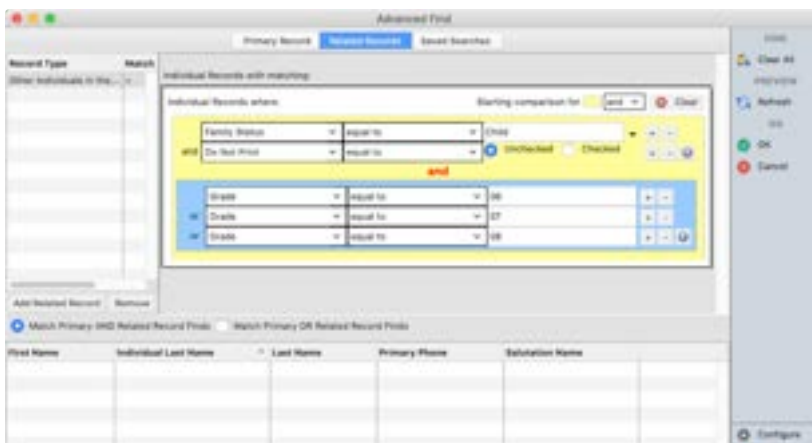 Advanced Find
Primary Record Related Records Saved Searches
DONE
Record Type Match
Clear All
Other Individuals in the...
Individual Records with matching:
PREVIEW
Individual Records where: Starting comparison for and Clear
Refresh
Family Status equal to Child
OK
and Do Not Print equal to Unchecked Checked
Cancel
and
Grade equal to 06
or Grade equal to 07
or Grade equal to 08
Add Related Record Remove
Match Primary AND Related Record Finds Match Primary OR Related Record Finds
First Name Individual Last Name Last Name Primary Phone Salutation Name
Configure